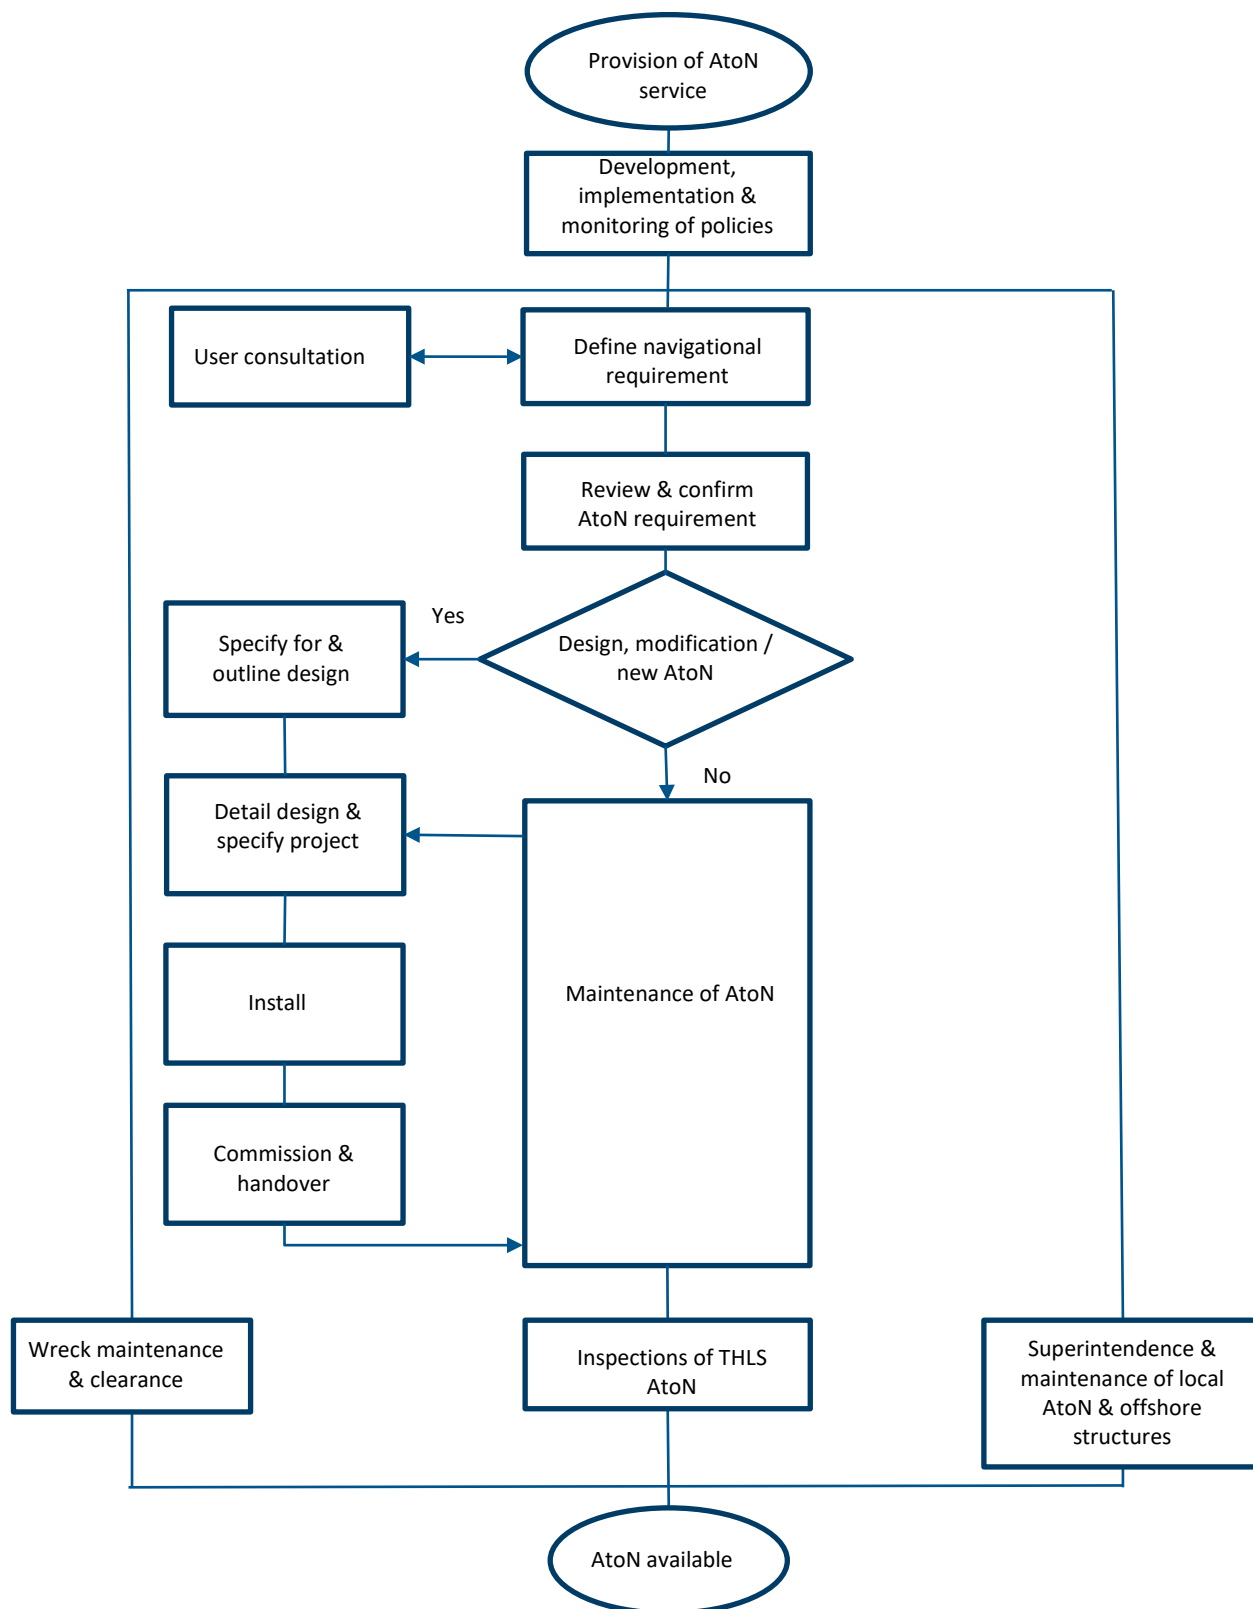 Provision of AtoN
service
Development,
implementation &
monitoring of policies
User consultation
Define navigational
requirement
Review & confirm
AtoN requirement
Yes
Specify for &
outline design
Design, modification /
new AtoN
No
Detail design &
specify project
Install
Maintenance of AtoN
Commission &
handover
Wreck maintenance
& clearance
Inspections of THLS
AtoN
Superintendence &
maintenance of local
AtoN & offshore
structures
AtoN available